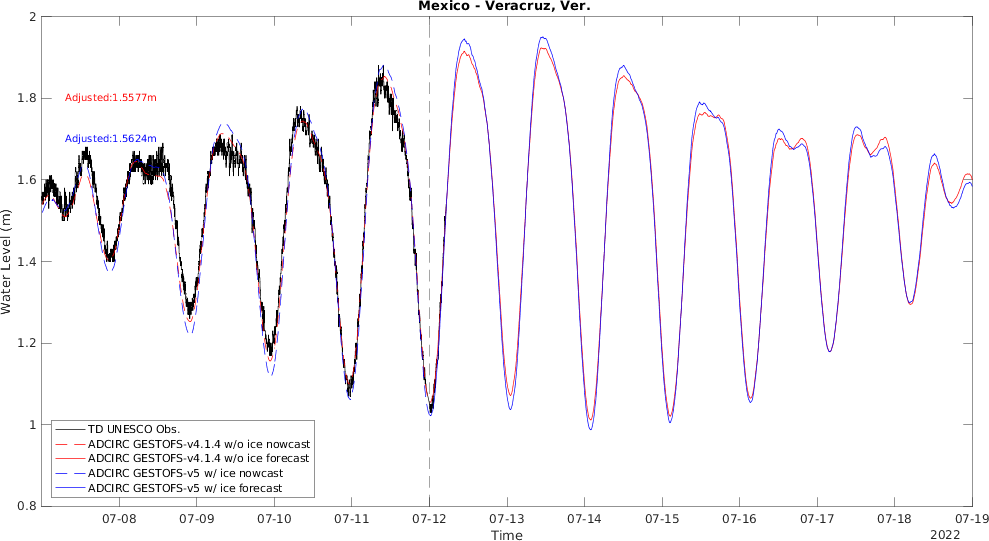 Mexico - Veracruz, Ver.
2
1.8
1.6
1.4
1.2
1
0.8
Water Level (m)
Adjusted:1.5577m
Adjusted:1.5624m
TD UNESCO Obs.
ADCIRC GESTOFS-v4.1.4 w/o ice nowcast
ADCIRC GESTOFS-v4.1.4 w/o ice forecast
ADCIRC GESTOFS-v5 w/ ice nowcast
ADCIRC GESTOFS-v5 w/ ice forecast
07-08 07-09 07-10 07-11 07-12 07-13 07-14 07-15 07-16 07-17 07-18 07-19
Time
2022